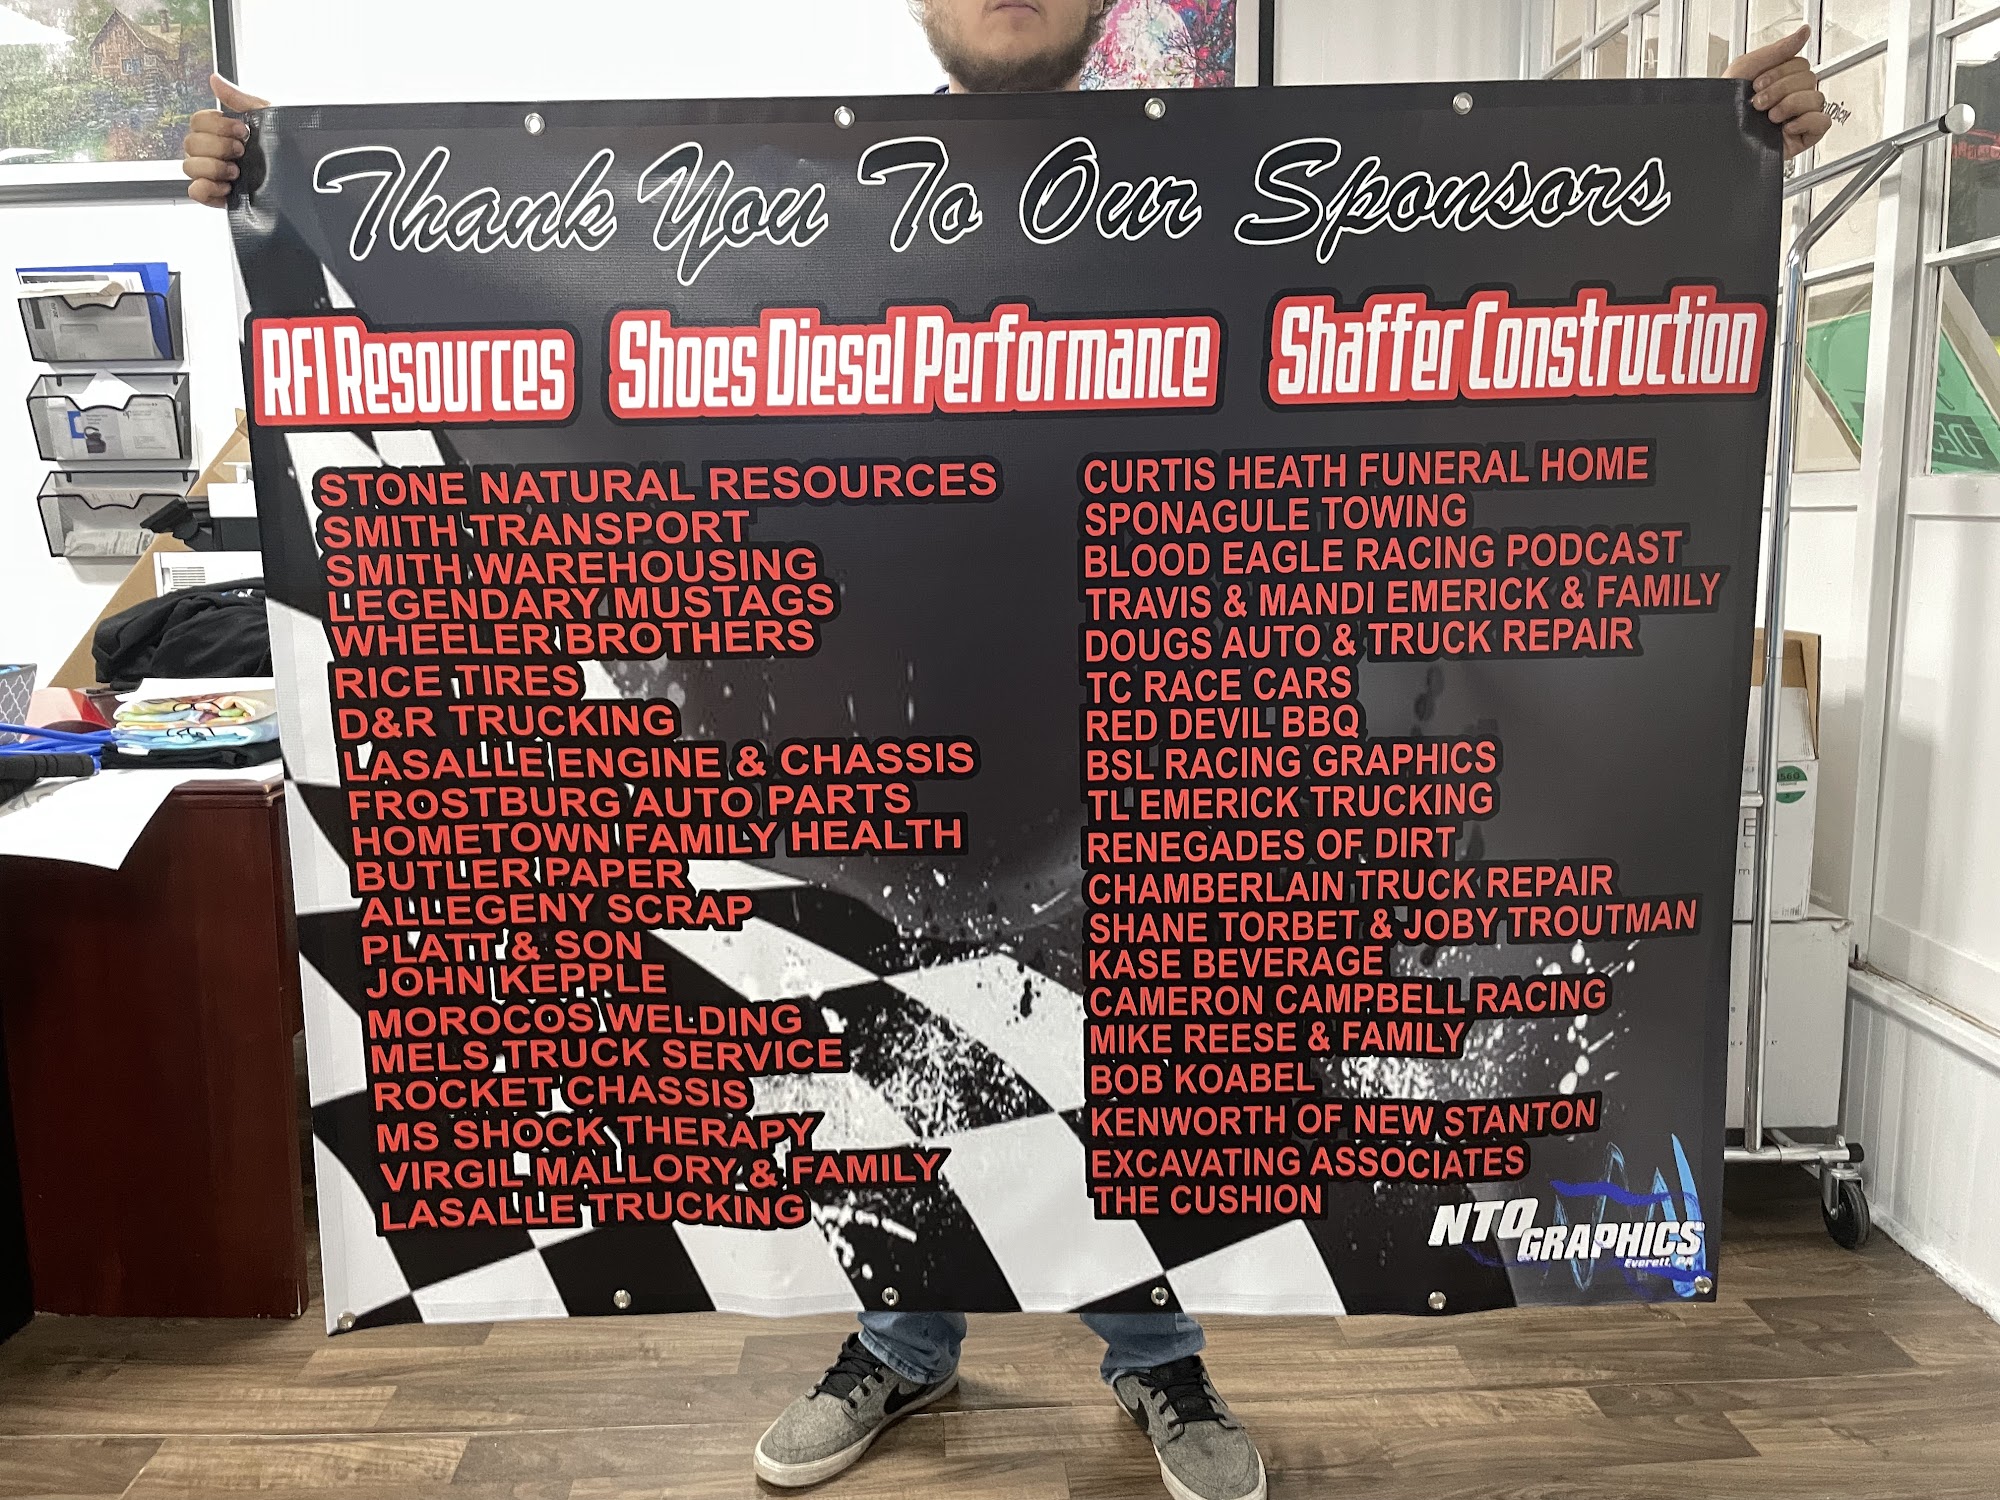 Thank You To Our Sponsors
RFI Resources
Shoes Diesel Performance
Shaffer Construction
STONE NATURAL RESOURCES
SMITH TRANSPORT
SMITH WAREHOUSING
LEGENDARY MUSTAGS
WHEELER BROTHERS
RICE TIRES
D&R TRUCKING
LASALLE ENGINE & CHASSIS
FROSTBURG AUTO PARTS
HOMETOWN FAMILY HEALTH
BUTLER PAPER
ALLEGENY SCRAP
PLATT & SON
JOHN KEPPLE
MOROCOS WELDING
MELS TRUCK SERVICE
ROCKET CHASSIS
MS SHOCK THERAPY
VIRGIL MALLORY & FAMILY
LASALLE TRUCKING
CURTIS HEATH FUNERAL HOME
SPONAGULE TOWING
BLOOD EAGLE RACING PODCAST
TRAVIS & MANDI EMERICK & FAMILY
DOUGS AUTO & TRUCK REPAIR
TC RACE CARS
RED DEVIL BBQ
BSL RACING GRAPHICS
TL EMERICK TRUCKING
RENEGADES OF DIRT
CHAMBERLAIN TRUCK REPAIR
SHANE TORBET & JOBY TROUTMAN
KASE BEVERAGE
CAMERON CAMPBELL RACING
MIKE REESE & FAMILY
BOB KOABEL
KENWORTH OF NEW STANTON
EXCAVATING ASSOCIATES
THE CUSHION
NTO
GRAPHICS
Everett, PA